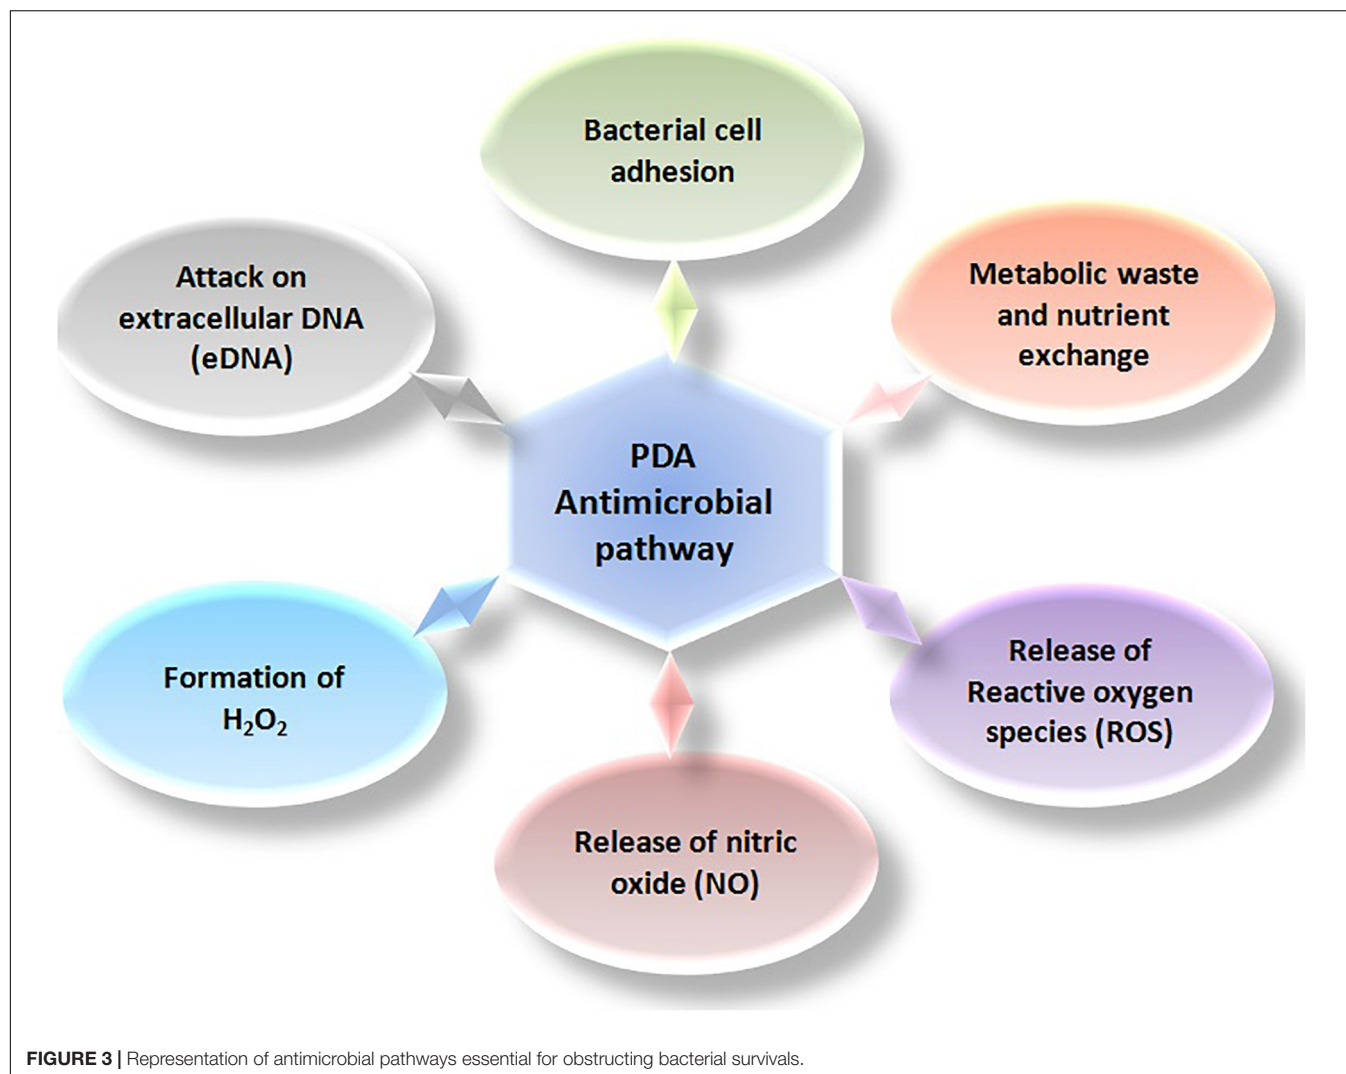 Bacterial cell
adhesion
Metabolic waste
and nutrient
exchange
Attack on
extracellular DNA
(eDNA)
PDA
Antimicrobial
pathway
Release of
Reactive oxygen
species (ROS)
Formation of
H₂O₂
Release of nitric
oxide (NO)
FIGURE 3 | Representation of antimicrobial pathways essential for obstructing bacterial survivals.